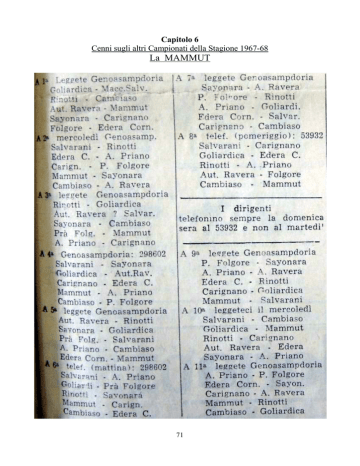 Capitolo 6
Cenni sugli altri Campionati della Stagione 1967-68
La MAMMUT
A 1ª Leggete Genoasampdoria
Goliardica - Macc. Salv.
Rinotti - Cambiaso
Aut. Ravera - Mammut
Sayonara - Carignano
Folgore - Edera Corn.
A 2ª mercoledì Genoasamp.
Salvarani - Rinotti
Edera C. - A. Priano
Carign. - P. Folgore
Mammut - Sayonara
Cambiaso - A. Ravera
A 3ª leggete Genoasampdoria
Rinotti - Goliardica
Aut. Ravera 7 Salvar.
Sayonara - Cambiaso
Prà Folg. - Mammut
A. Priano - Carignano
A 4ª Genoasampdoria: 298602
Salvarani - Sayonara
Goliardica - Aut.Rav.
Carignano - Edera C.
Mammut - A. Priano
Cambiaso - P. Folgore
A 5ª leggete Genoasampdoria
Aut. Ravera - Rinotti
Sayonara - Goliardica
Prà Folg. - Salvarani
A. Priano - Cambiaso
Edera Corn. - Mammut
A 6ª telef. (mattina): 298602
Salvarani - A. Priano
Goliardi - Prà Folgore
Rinotti - Sayonara
Mammut - Carign.
Cambiaso - Edera C.
A 7ª leggete Genoasampdoria
Sayonara - A. Ravera
P. Folgore - Rinotti
A. Priano - Goliardi.
Edera Corn. - Salvar.
Carignano - Cambiaso
A 8ª telef. (pomeriggio): 53932
Salvarani - Carignano
Goliardica - Edera C.
Rinotti - A. Priano
Aut. Ravera - Folgore
Cambiaso - Mammut
I dirigenti
telefonino sempre la domenica
sera al 53932 e non al martedì
A 9ª leggete Genoasampdoria
P. Folgore - Sayonara
A. Priano - A. Ravera
Edera C. - Rinotti
Carignano - Goliardica
Mammut - Salvarani
A 10ª leggeteci il mercoledì
Salvarani - Cambiaso
Goliardica - Mammut
Rinotti - Carignano
Aut. Ravera - Edera
Sayonara - A. Priano
A 11ª leggete Genoasampdoria
A. Priano - P. Folgore
Edera Corn. - Sayon.
Carignano - A. Ravera
Mammut - Rinotti
Cambiaso - Goliardica
71